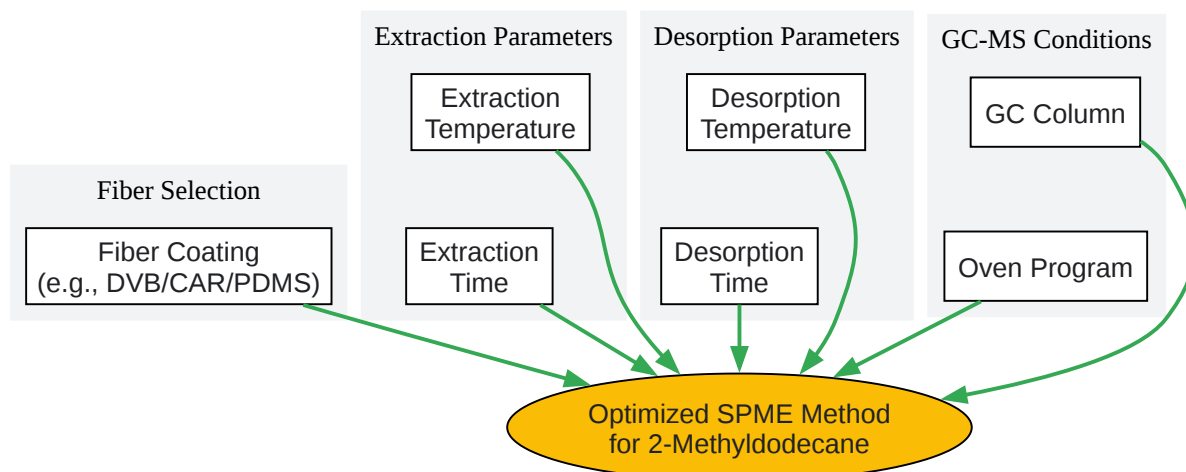 Extraction Parameters
Extraction
Temperature
Extraction
Time
Desorption Parameters
Desorption
Temperature
Desorption
Time
GC-MS Conditions
GC Column
Oven Program
Fiber Selection
Fiber Coating
(e.g., DVB/CAR/PDMS)
Optimized SPME Method
for 2-Methyldodecane